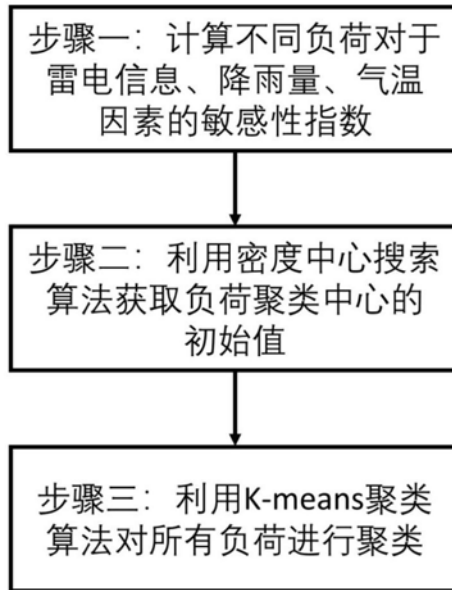 步骤一：计算不同负荷对于
雷电信息、降雨量、气温
因素的敏感性指数
步骤二：利用密度中心搜索
算法获取负荷聚类中心的
初始值
步骤三：利用K-means聚类
算法对所有负荷进行聚类